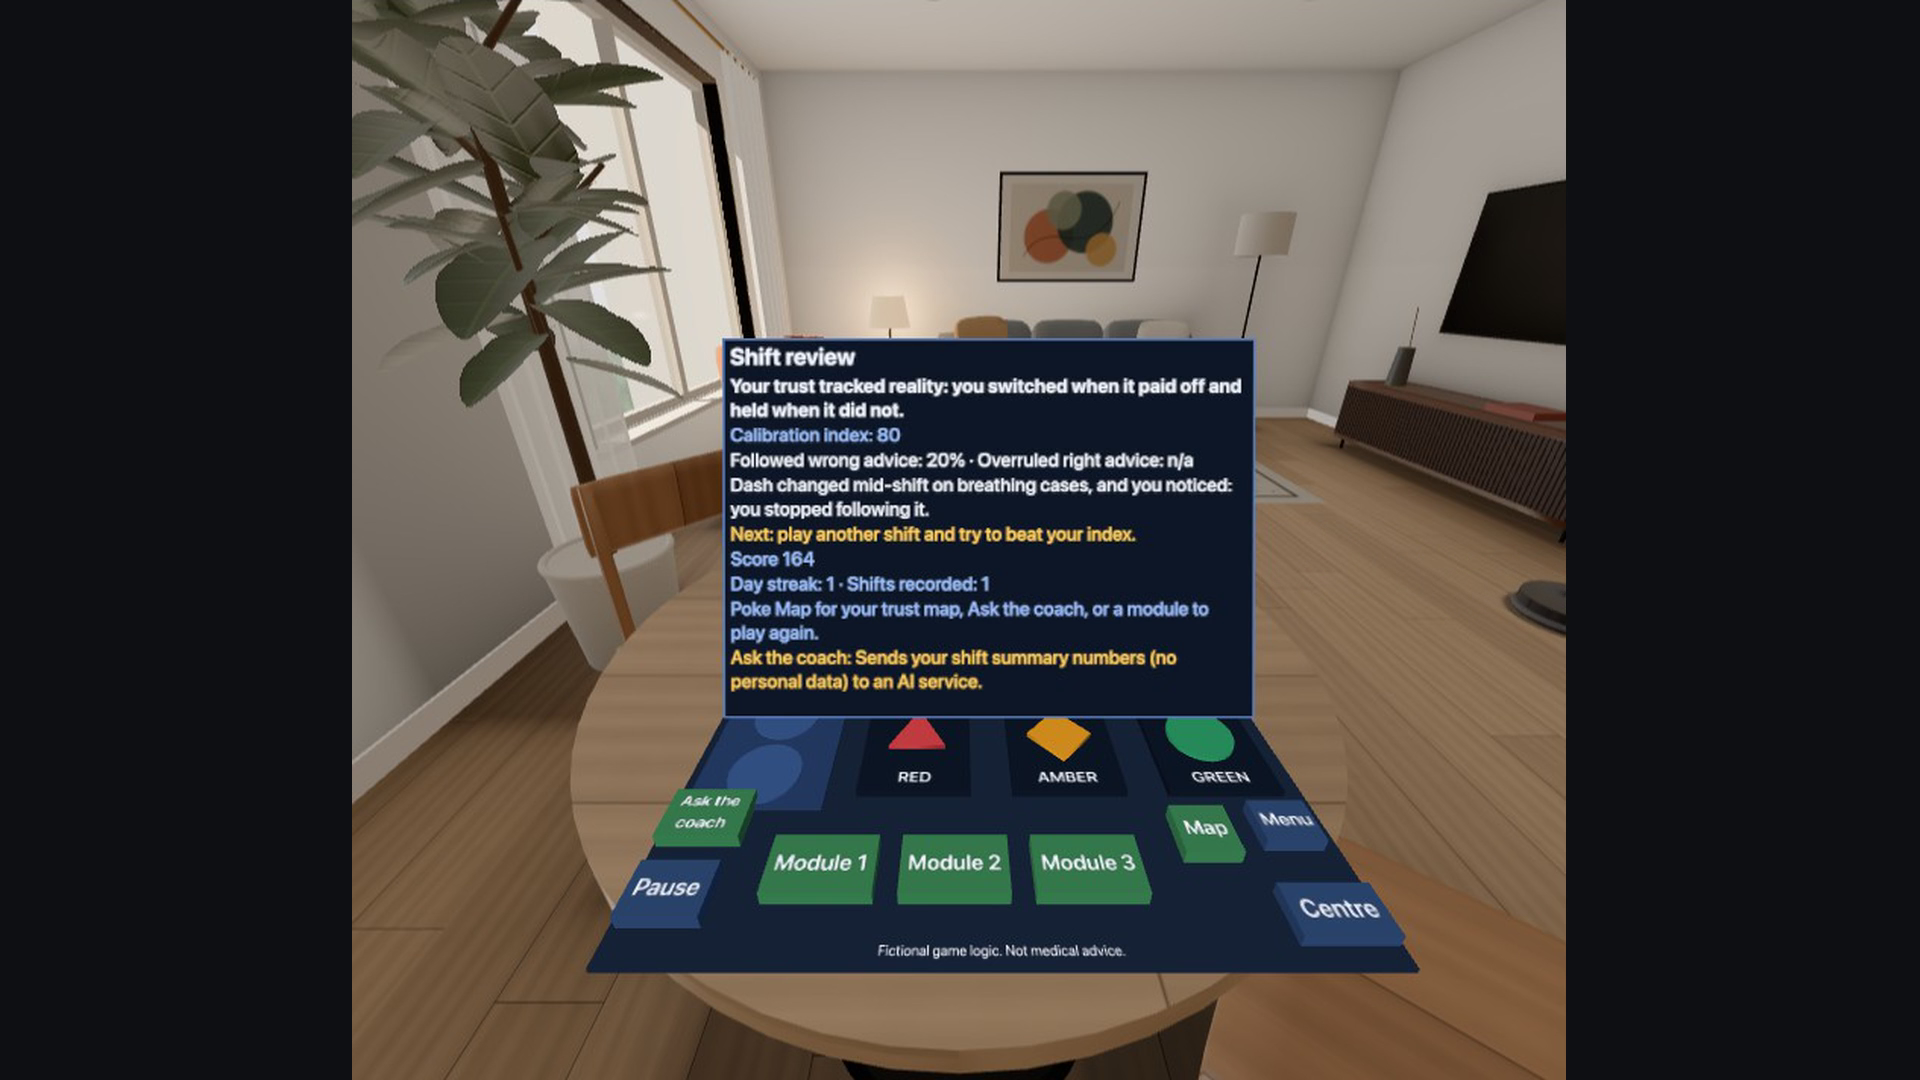 Shift review
Your trust tracked reality: you switched when it paid off and
held when it did not.
Calibration index: 80
Followed wrong advice: 20% · Overruled right advice: n/a
Dash changed mid-shift on breathing cases, and you noticed:
you stopped following it.
Next: play another shift and try to beat your index.
Score 164
Day streak: 1 · Shifts recorded: 1
Poke Map for your trust map, Ask the coach, or a module to
play again.
Ask the coach: Sends your shift summary numbers (no
personal data) to an AI service.
RED
AMBER
GREEN
Ask the
coach
Map
Menu
Module 1
Module 2
Module 3
Pause
Centre
Fictional game logic. Not medical advice.